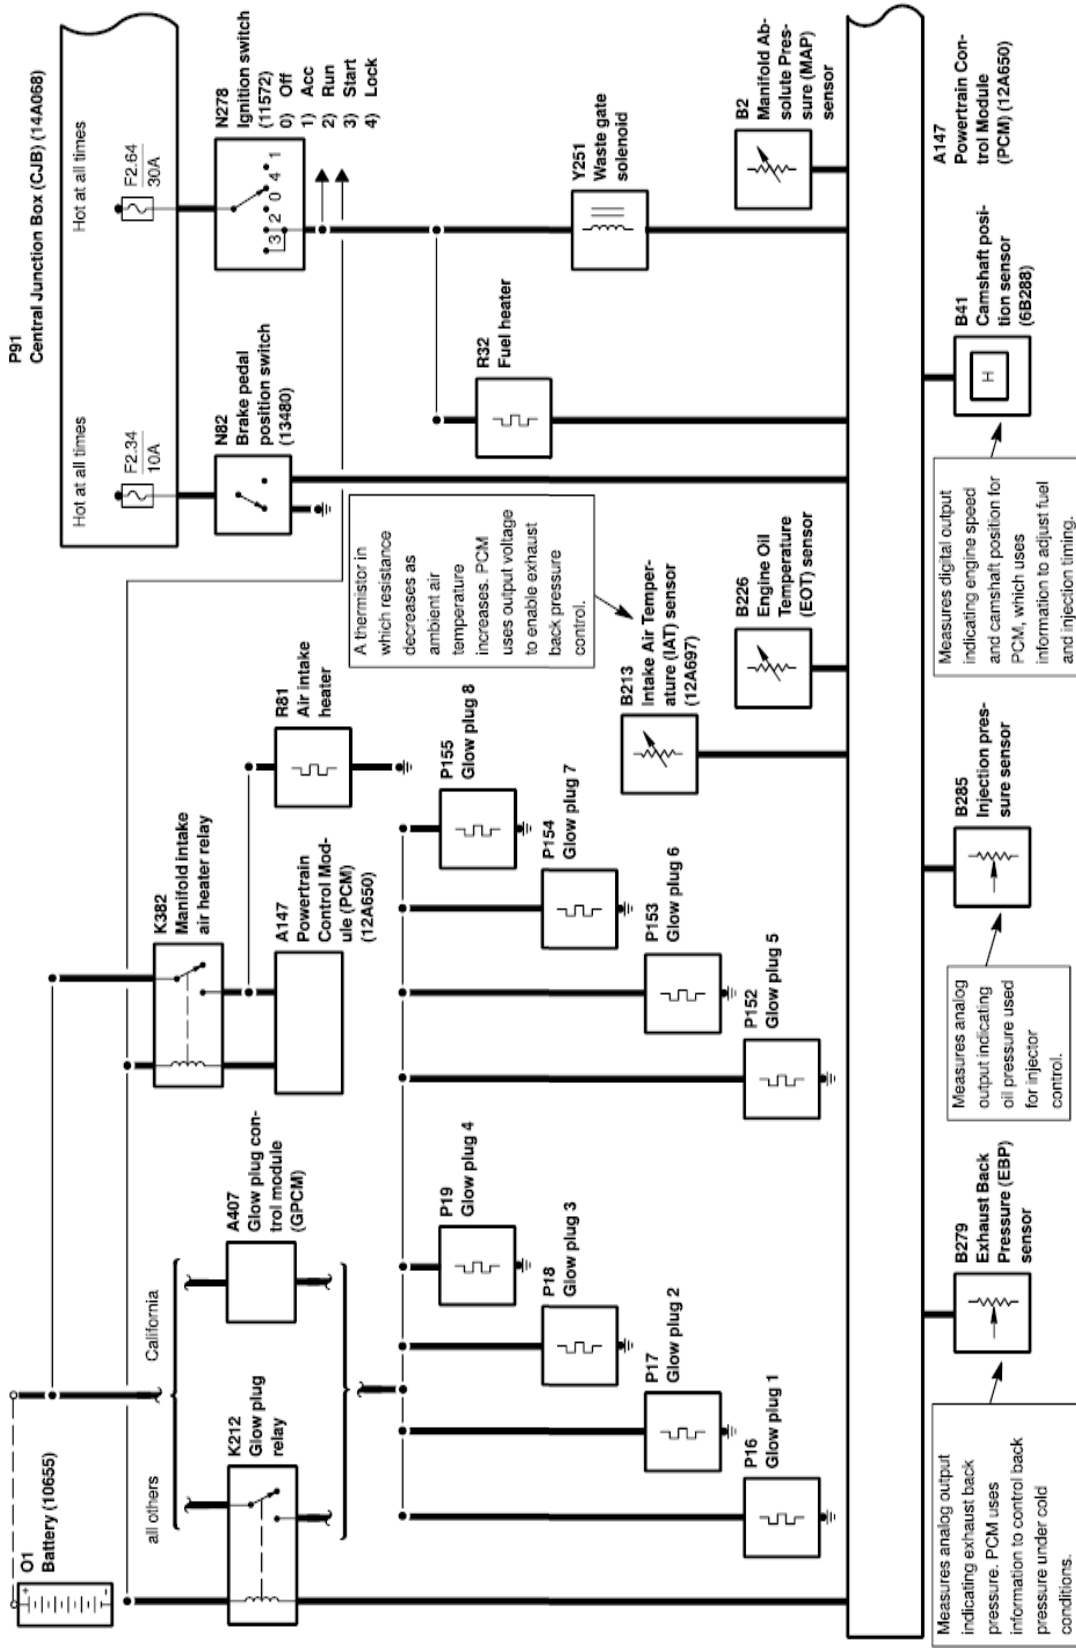 P91
Central Junction Box (CJB) (14A068)
Hot at all times
F2.34
10A
Hot at all times
F2.64
30A
O1
Battery (10655)
+
-
all others
California
K212
Glow plug
relay
A407
Glow plug con-
trol module
(GPCM)
K382
Manifold intake
air heater relay
A147
Powertrain
Control Mod-
ule (PCM)
(12A650)
R81
Air intake
heater
N82
Brake pedal
position switch
(13480)
N278
Ignition switch
(11572)
0) Off
1) Acc
2) Run
3) Start
4) Lock
3 2 0 4 1
P19
Glow plug 4
P18
Glow plug 3
P17
Glow plug 2
P16
Glow plug 1
P155
Glow plug 8
P154
Glow plug 7
P153
Glow plug 6
P152
Glow plug 5
A thermistor in
which resistance
decreases as
ambient air
temperature
increases. PCM
uses output voltage
to enable exhaust
back pressure
control.
B213
Intake Air Temper-
ature (IAT) sensor
(12A697)
R32
Fuel heater
Y251
Waste gate
solenoid
B226
Engine Oil
Temperature
(EOT) sensor
B2
Manifold Ab-
solute Pres-
sure (MAP)
sensor
Measures analog output
indicating exhaust back
pressure. PCM uses
information to control back
pressure under cold
conditions.
B279
Exhaust Back
Pressure (EBP)
sensor
Measures analog
output indicating
oil pressure used
for injector
control.
B285
Injection pres-
sure sensor
Measures digital output
indicating engine speed
and camshaft position for
PCM, which uses
information to adjust fuel
and injection timing.
H
B41
Camshaft posi-
tion sensor
(6B288)
A147
Powertrain Con-
trol Module
(PCM) (12A650)